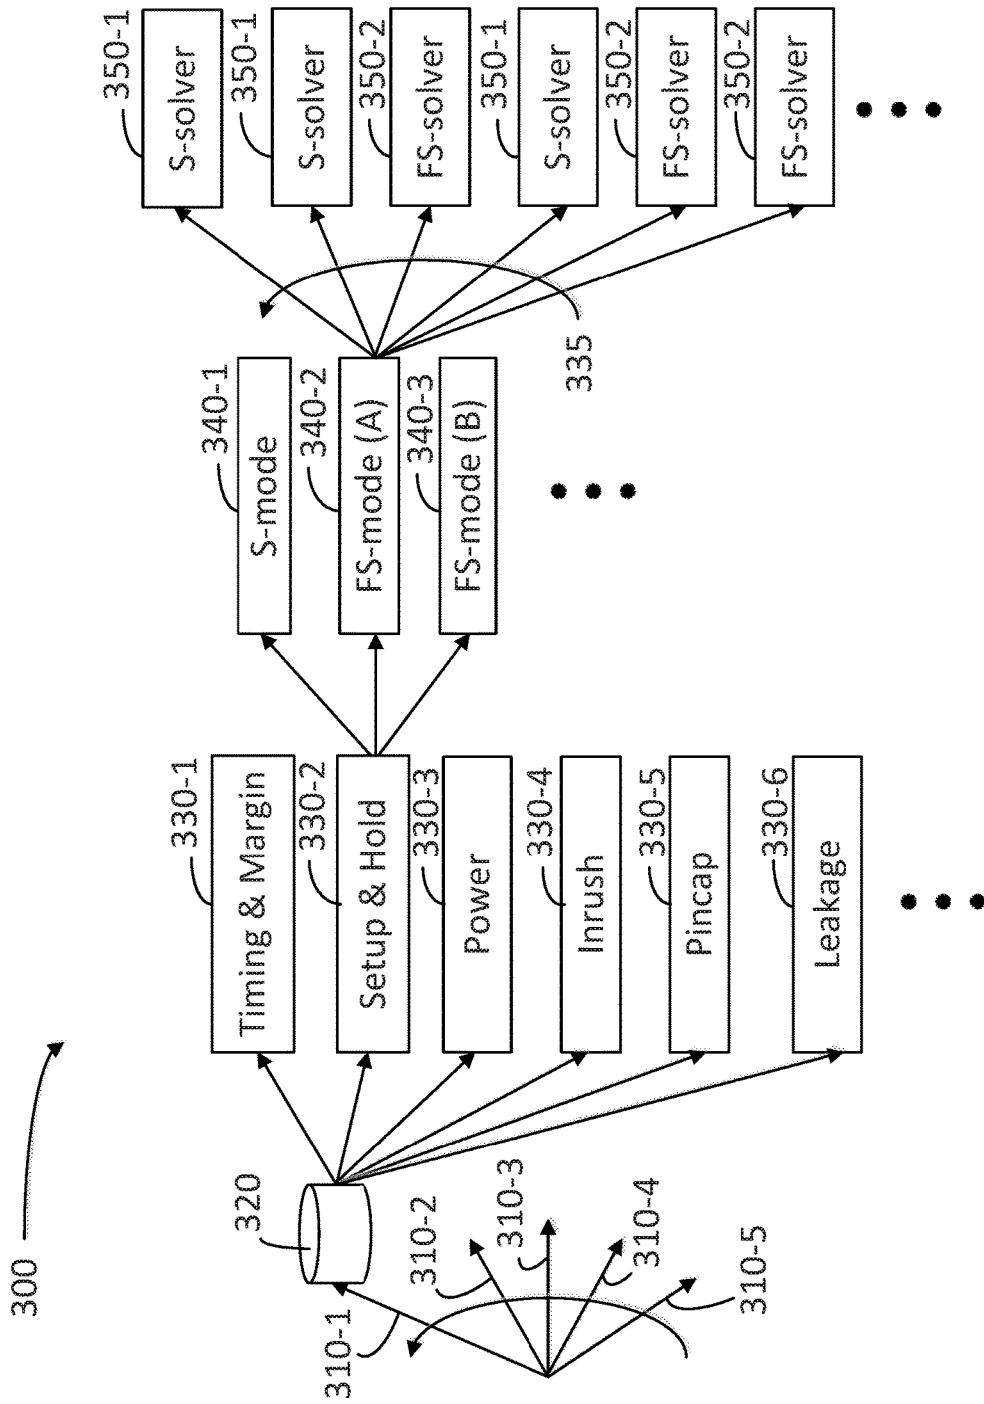 300
310-1
310-2
310-3
310-4
310-5
320
Timing & Margin
330-1
Setup & Hold
330-2
Power
330-3
Inrush
330-4
Pincap
330-5
Leakage
330-6
S-mode
340-1
FS-mode (A)
340-2
FS-mode (B)
340-3
335
S-solver
350-1
S-solver
350-1
FS-solver
350-2
S-solver
350-1
FS-solver
350-2
FS-solver
350-2